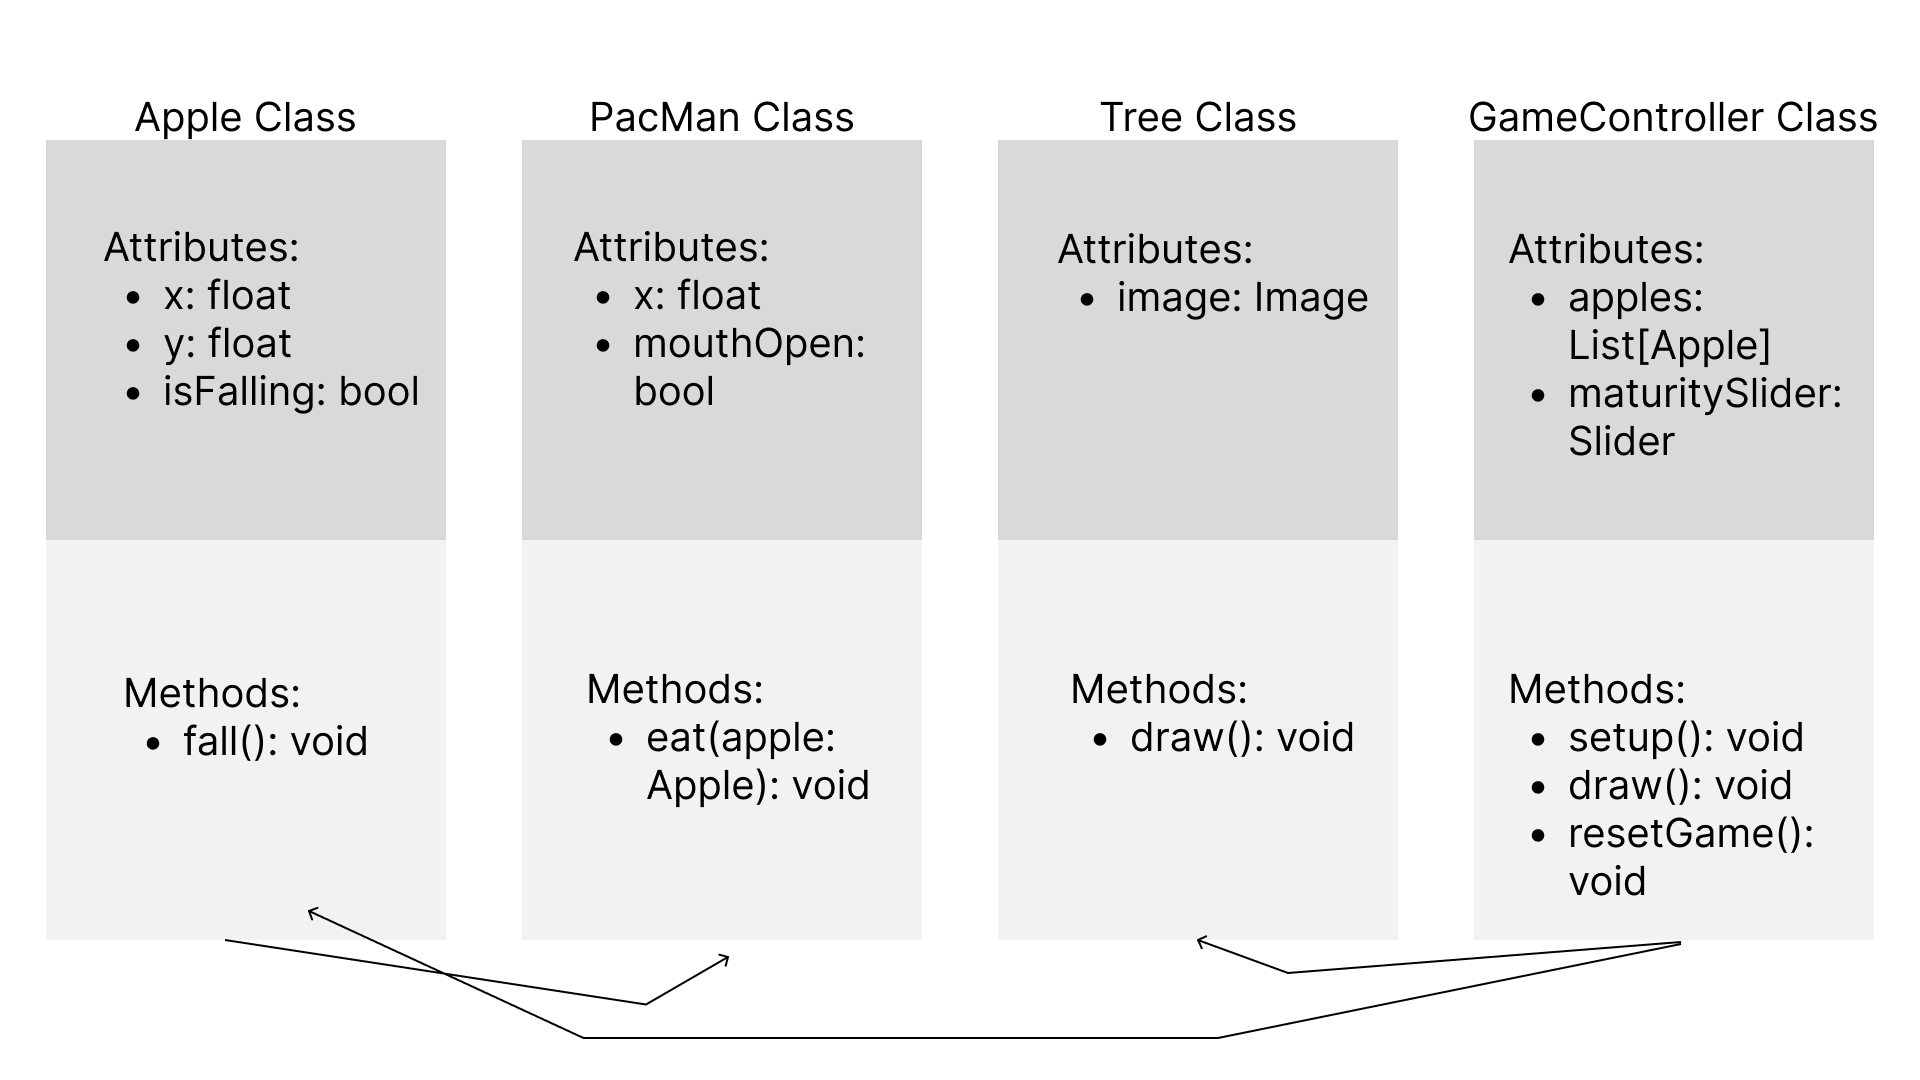 Apple Class
Attributes:
• x: float
• y: float
• isFalling: bool
Methods:
• fall(): void
PacMan Class
Attributes:
• x: float
• mouthOpen:
bool
Methods:
• eat(apple:
Apple): void
Tree Class
Attributes:
• image: Image
Methods:
• draw(): void
GameController Class
Attributes:
• apples:
List[Apple]
• maturitySlider:
Slider
Methods:
• setup(): void
• draw(): void
• resetGame():
void